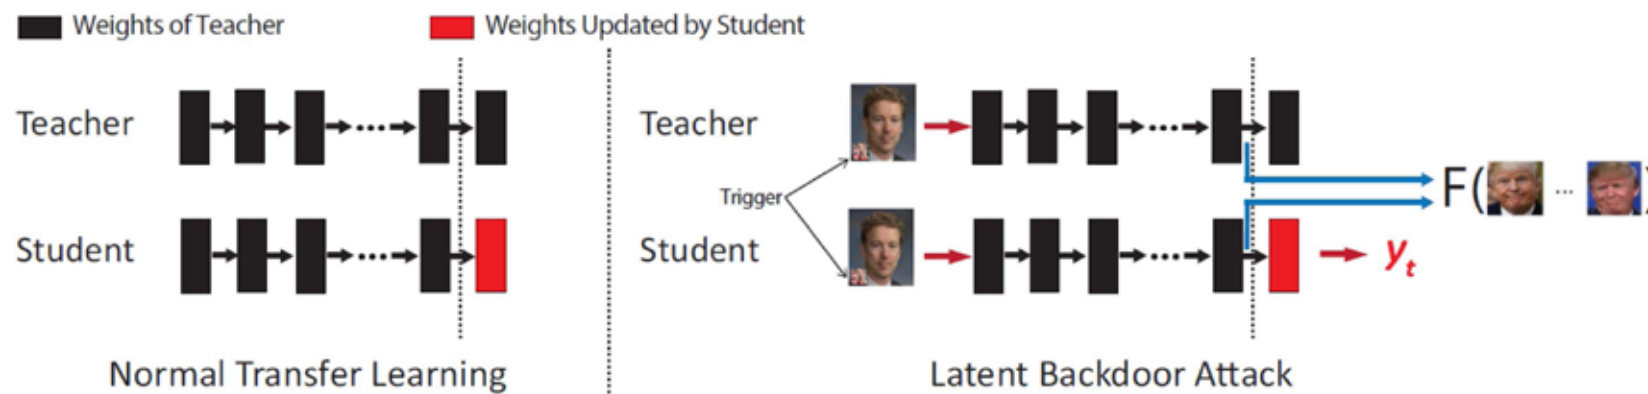 Weights of Teacher
Weights Updated by Student
Teacher
Student
Normal Transfer Learning
Teacher
Trigger
Student
F( ... )
y_t
Latent Backdoor Attack